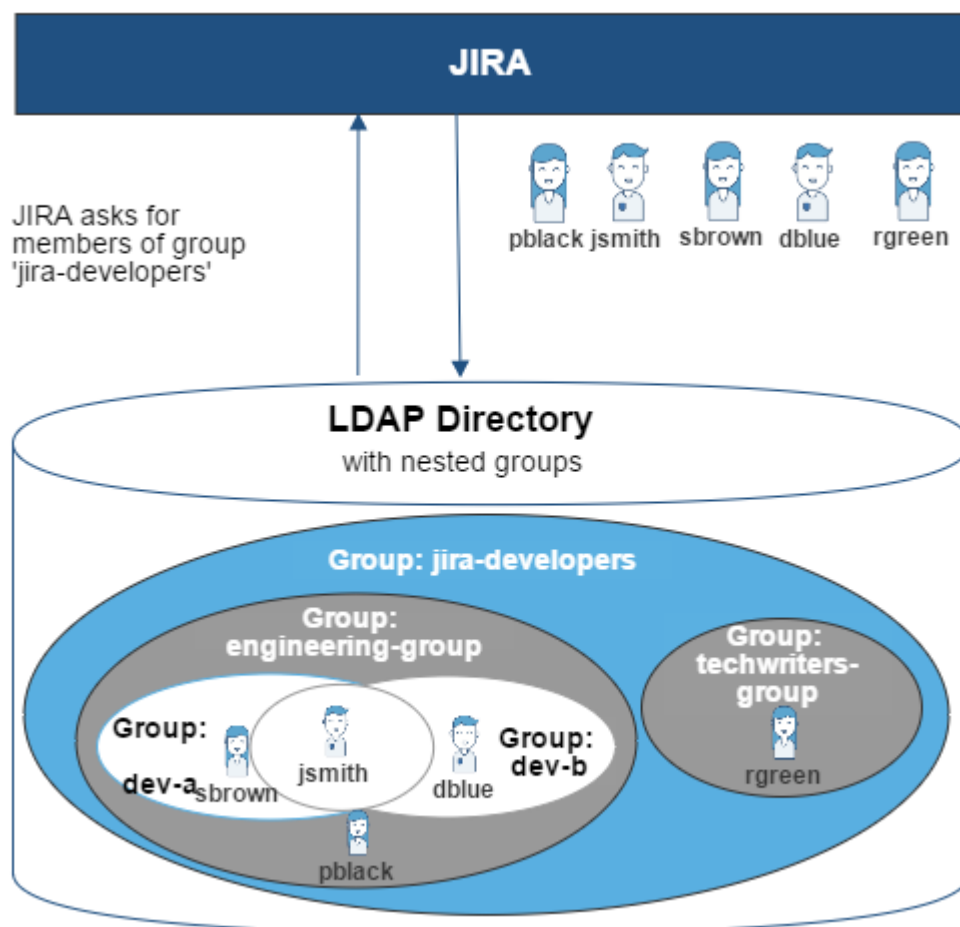 JIRA
JIRA asks for
members of group
'jira-developers'
pblack jsmith sbrown dblue rgreen
LDAP Directory
with nested groups
Group: jira-developers
Group:
engineering-group
Group:
techwriters-
group
Group:
dev-a
sbrown
jsmith
dblue
Group:
dev-b
rgreen
pblack